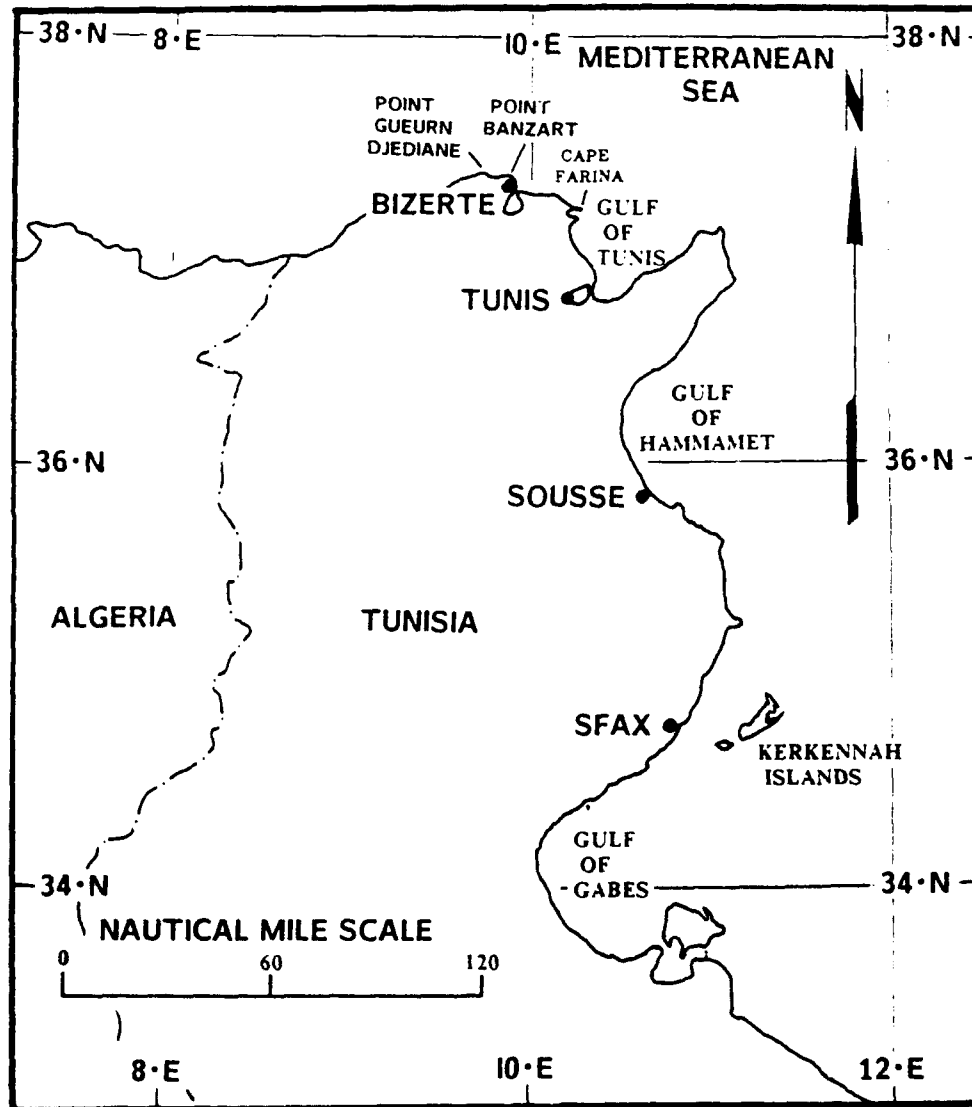 38·N
8·E
10·E
38·N
MEDITERRANEAN
SEA
N
POINT
GUEURN
DJEDIANE
POINT
BANZART
CAPE
FARINA
BIZERTE
GULF
OF
TUNIS
TUNIS
GULF
OF
HAMMAMET
36·N
36·N
SOUSSE
ALGERIA
TUNISIA
SFAX
KERKENNAH
ISLANDS
GULF
OF
GABES
34·N
34·N
NAUTICAL MILE SCALE
0 60 120
8·E
10·E
12·E